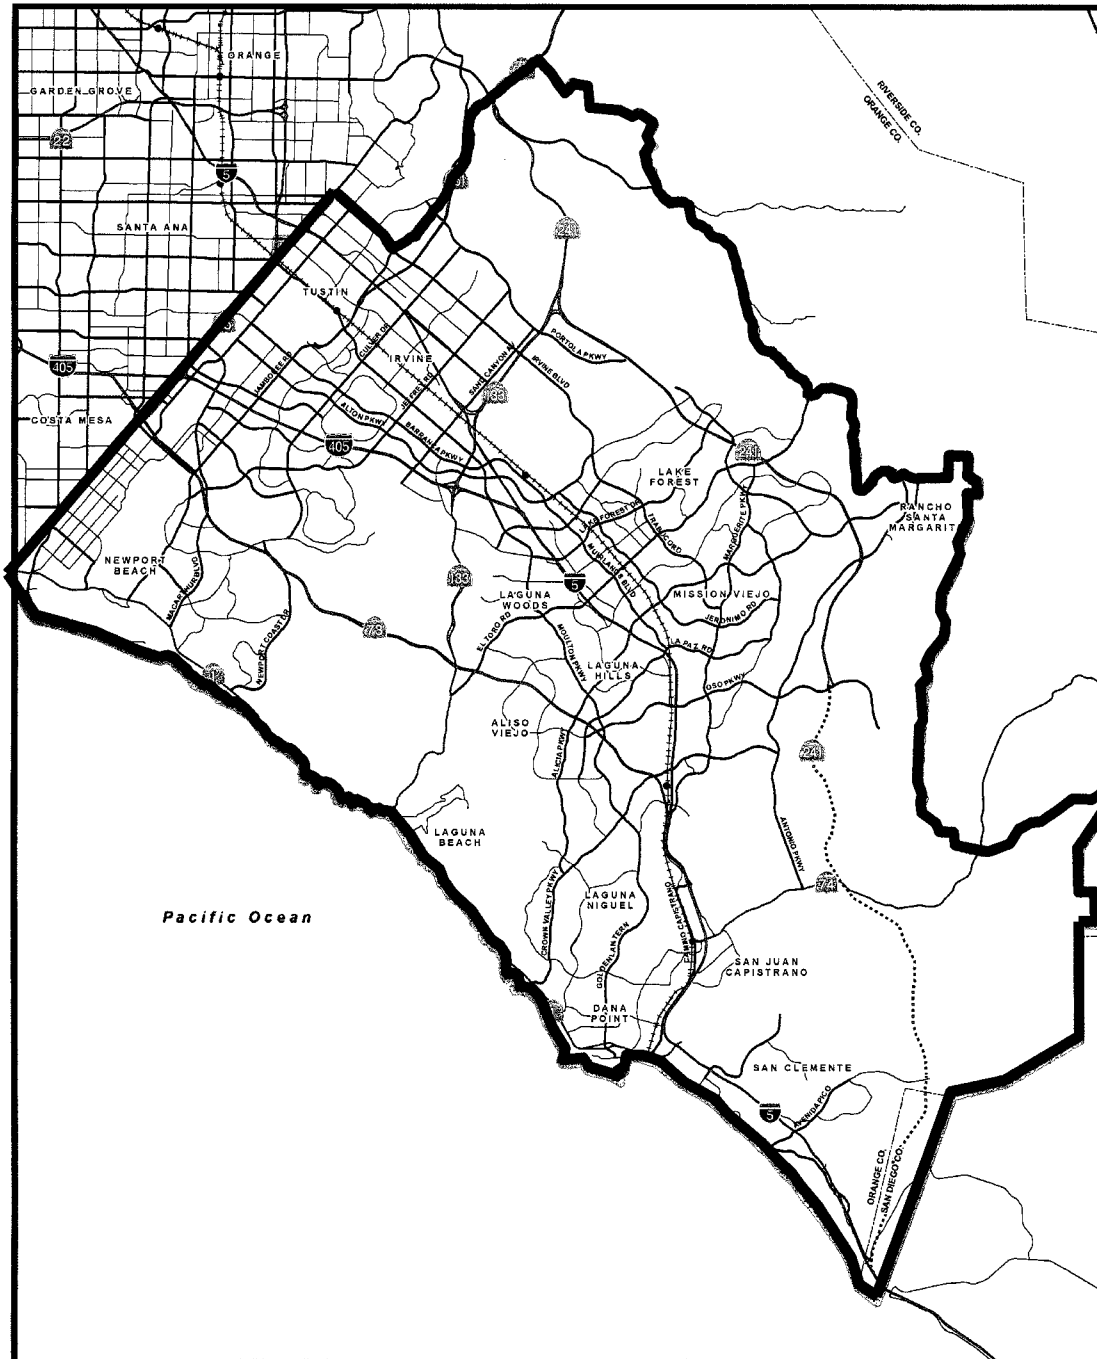 ORANGE
GARDEN GROVE
RIVERSIDE CO.
ORANGE CO.
22
5
SANTA ANA
241
TUSTIN
405
COSTA MESA
JAMBOREE RD
CULVER DR
IRVINE
JEFFREY RD
SAND CANYON AV
PORTOLA PKWY
IRVINE BLVD
133
ALTON PKWY
BARRANCA PKWY
405
LAKE
FOREST
241
RANCHO
SANTA
MARGARIT
LAKE FOREST DR
TRABUCO RD
MARGUERITE PKWY
MUIRLANDS BLVD
NEWPORT
BEACH
MACARTHUR BLVD
NEWPORT COAST DR
133
LAGUNA
WOODS
5
MISSION VIEJO
JERONIMO RD
EL TORO RD
MOULTON PKWY
LA PAZ RD
73
1
LAGUNA
HILLS
OSO PKWY
ALISO
VIEJO
ALICIA PKWY
241
LAGUNA
BEACH
ANTONIO PKWY
74
CROWN VALLEY PKWY
LAGUNA
NIGUEL
CAMINO CAPISTRANO
GOLDEN LANTERN
Pacific Ocean
SAN JUAN
CAPISTRANO
DANA
POINT
SAN CLEMENTE
5
AVENIDA PICO
ORANGE CO.
SAN DIEGO CO.